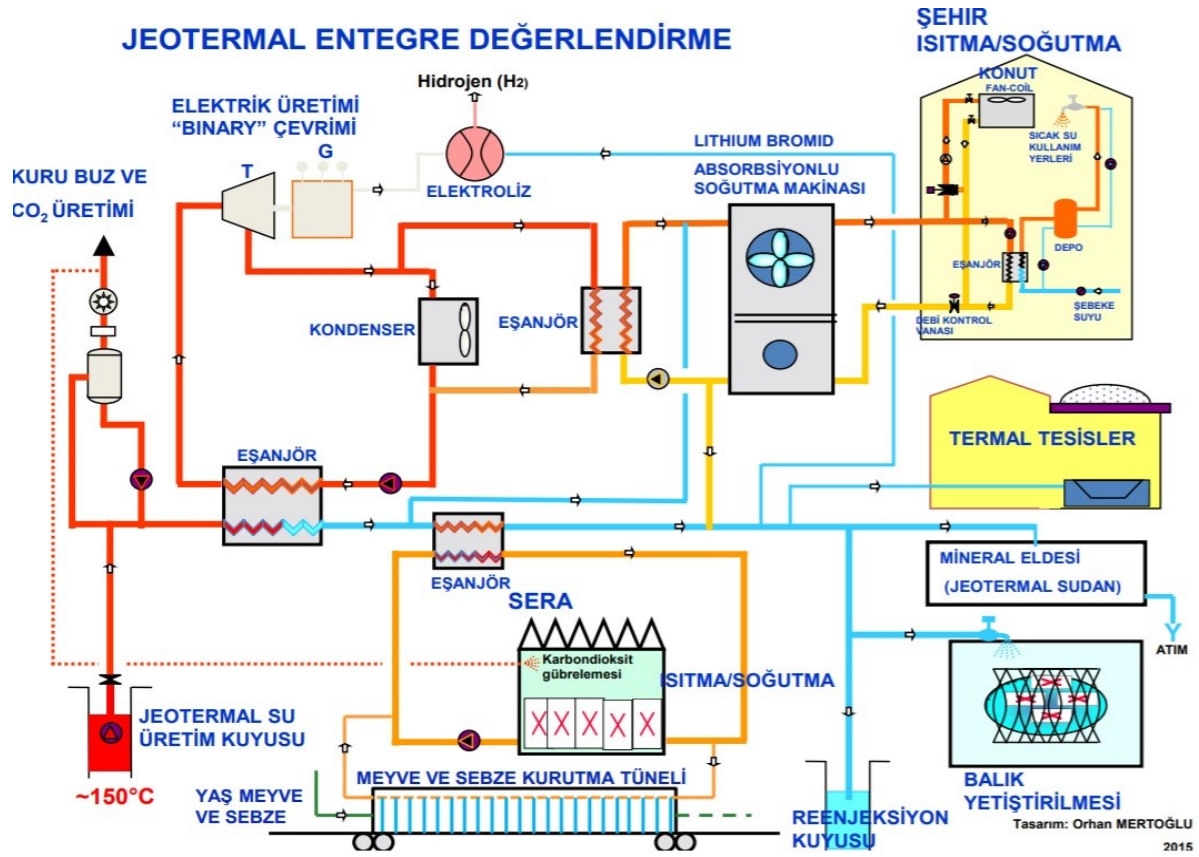 JEOTERMAL ENTEGRE DEĞERLENDİRME
ŞEHIR
ISITMA/SOĞUTMA
Hidrojen (H2)
KONUT
FAN-COİL
ELEKTRİK ÜRETİMİ
“BINARY” ÇEVRİMİ
G
T
SICAK SU
KULLANIM
YERLERİ
LITHIUM BROMID
ABSORBSİYONLU
SOĞUTMA MAKİNASI
ELEKTROLİZ
KURU BUZ VE
CO2 ÜRETİMİ
DEPO
EŞANJÖR
KONDENSER
EŞANJÖR
DEBİ KONTROL
VANASI
ŞEBEKE
SUYU
TERMAL TESİSLER
EŞANJÖR
EŞANJÖR
MİNERAL ELDESİ
(JEOTERMAL SUDAN)
ATIM
SERA
Karbondioksit
gübrelemesi
ISITMA/SOĞUTMA
JEOTERMAL SU
ÜRETİM KUYUSU
~150°C
MEYVE VE SEBZE KURUTMA TÜNELİ
YAŞ MEYVE
VE SEBZE
REENJEKSİYON
KUYUSU
BALIK
YETİŞTİRİLMESİ
Tasarım: Orhan MERTOĞLU
2015